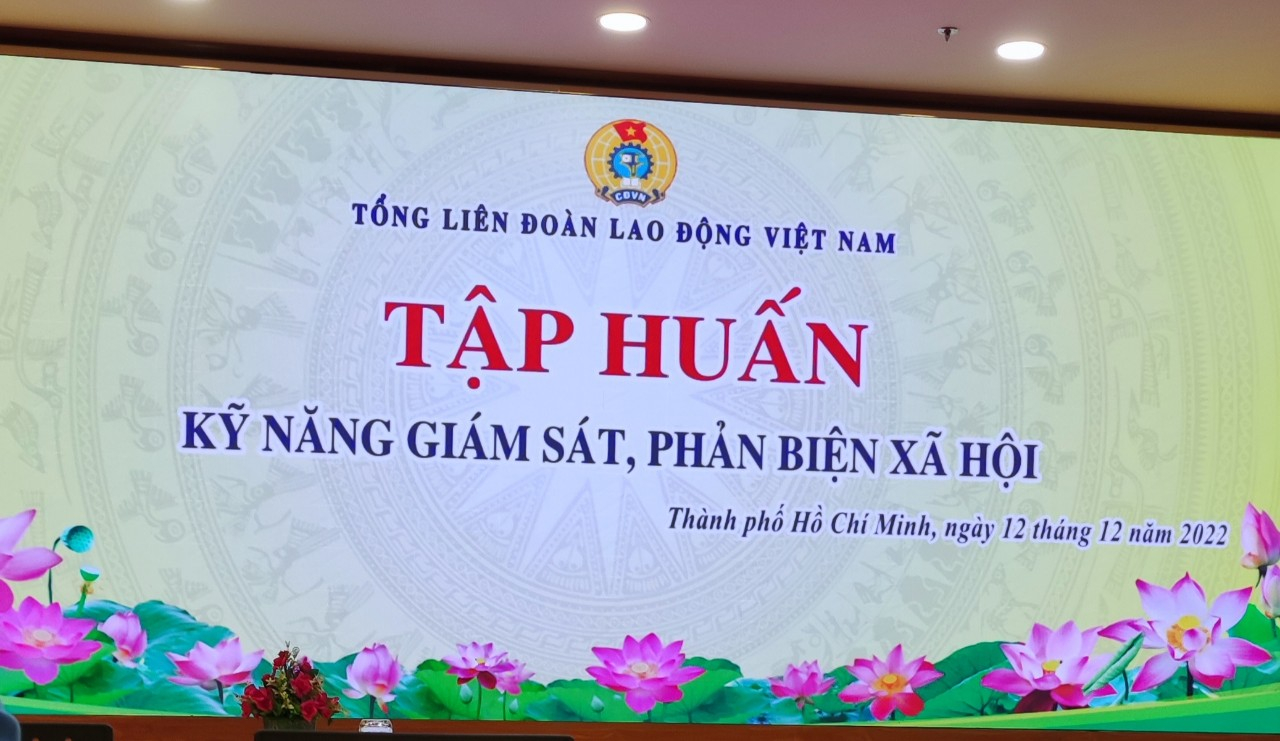 CĐVN
TỔNG LIÊN ĐOÀN LAO ĐỘNG VIỆT NAM
TẬP HUẤN
KỸ NĂNG GIÁM SÁT, PHẢN BIỆN XÃ HỘI
Thành phố Hồ Chí Minh, ngày 12 tháng 12 năm 2022